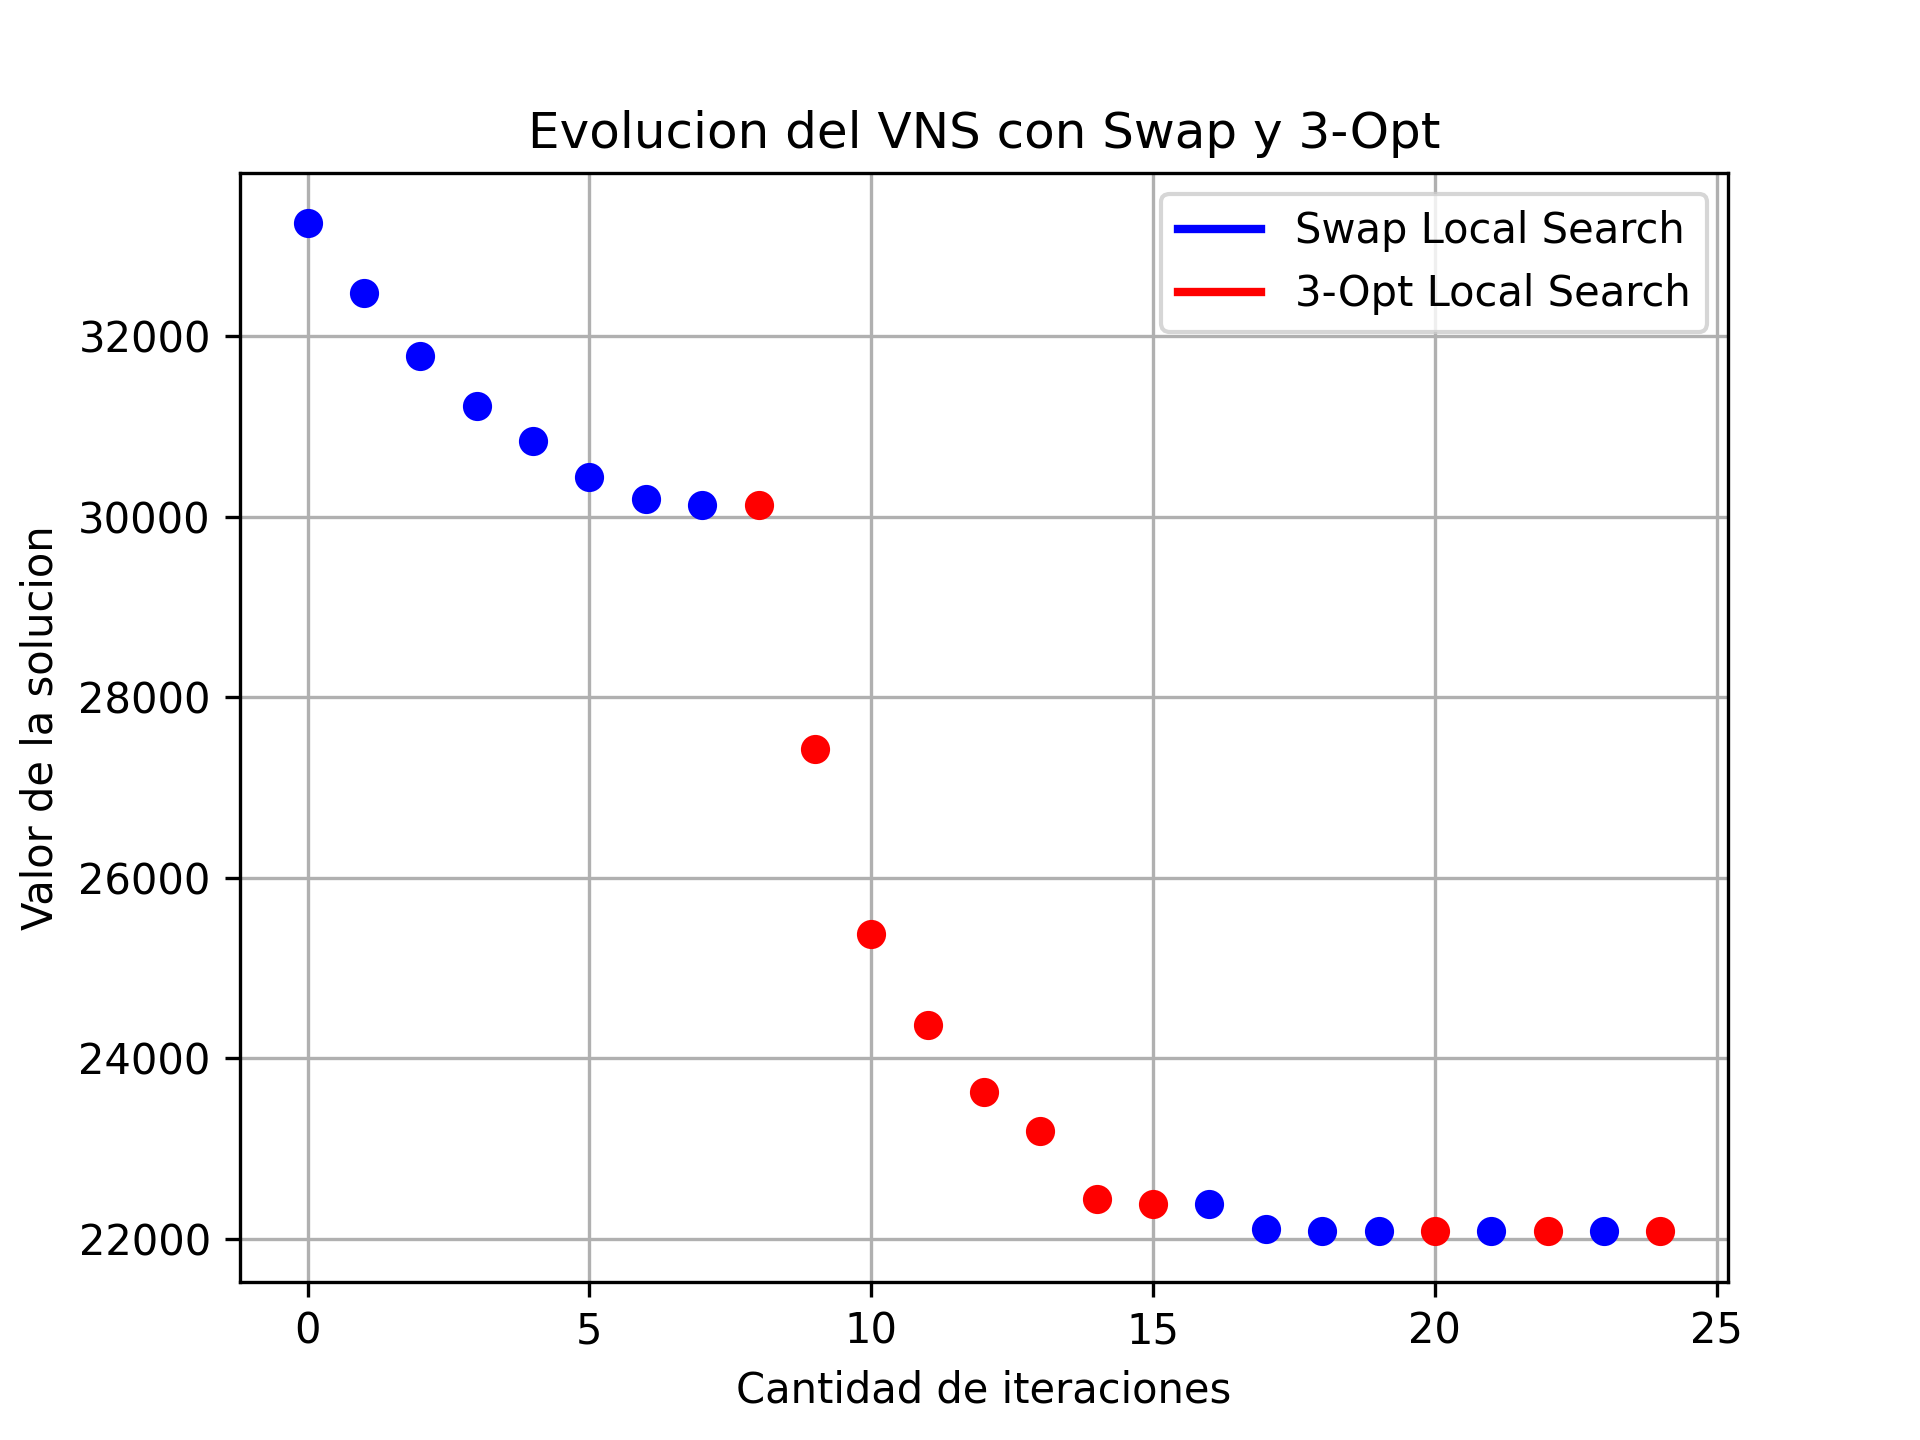 Evolucion del VNS con Swap y 3-Opt
Swap Local Search
3-Opt Local Search
Valor de la solucion
32000
30000
28000
26000
24000
22000
0 5 10 15 20 25
Cantidad de iteraciones